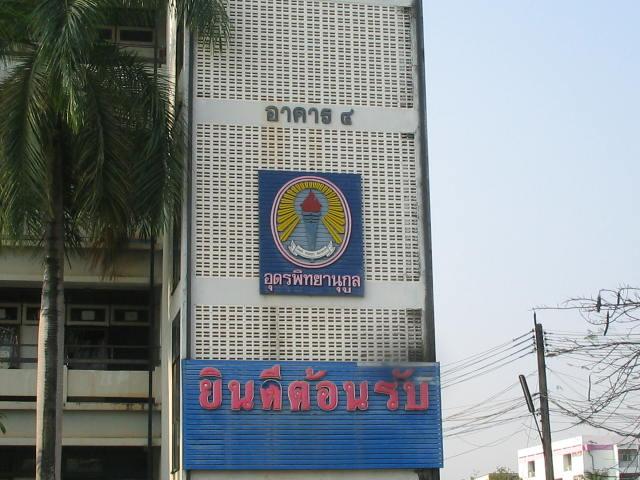 อาคาร ๔
อุดรพิทยานุกูล
ยินดีต้อนรับ